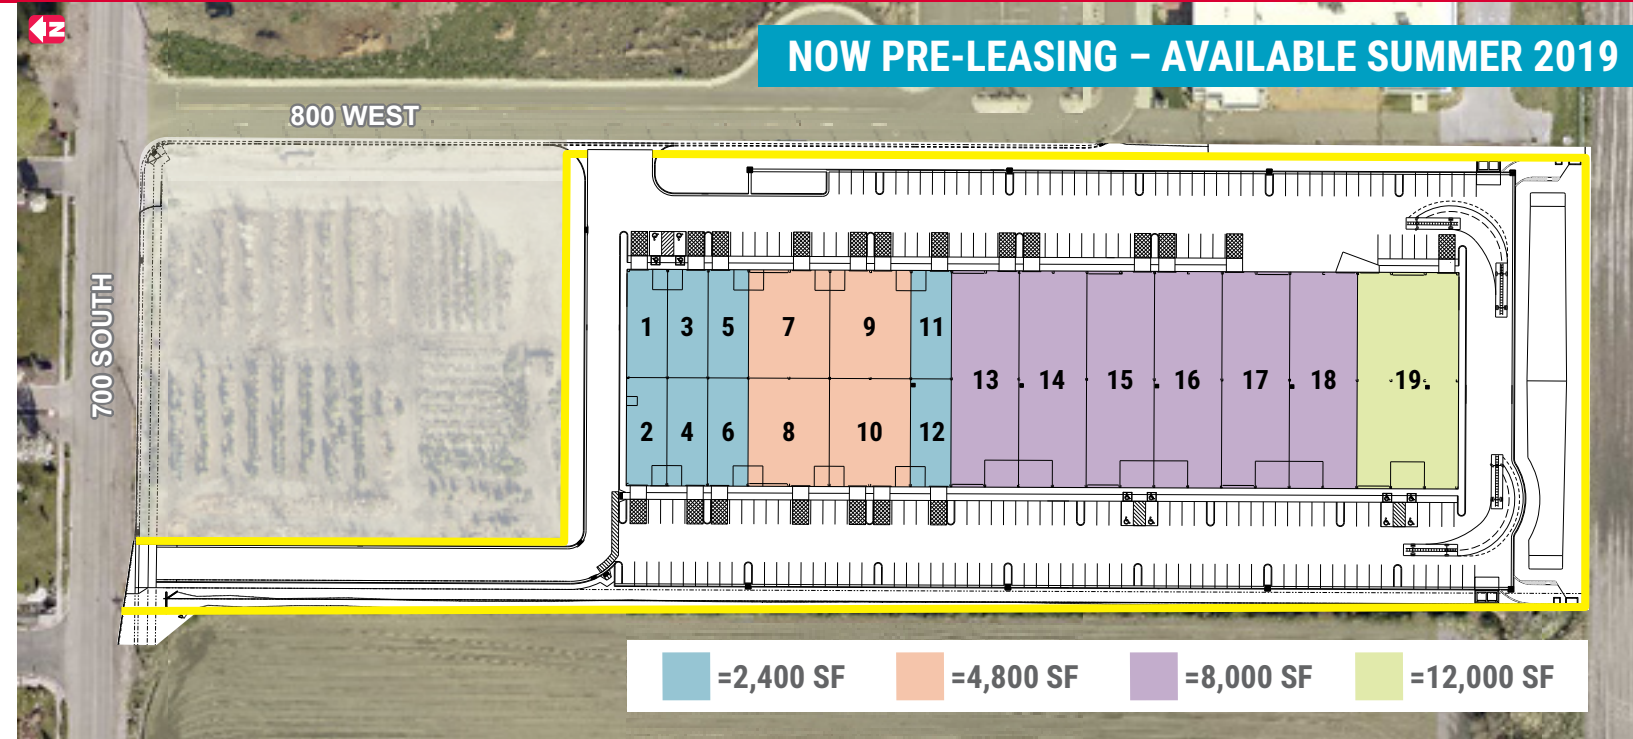 Z
NOW PRE-LEASING – AVAILABLE SUMMER 2019
800 WEST
700 SOUTH
1 3 5 7 9 11
13 14 15 16 17 18 19
2 4 6 8 10 12
=2,400 SF =4,800 SF =8,000 SF =12,000 SF